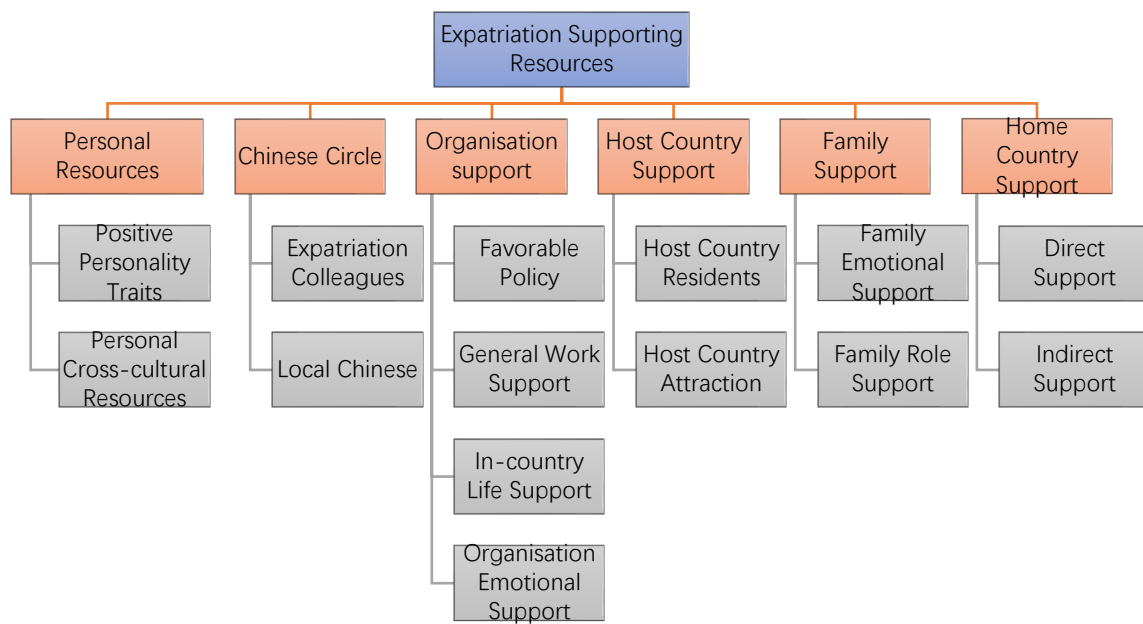 Expatriation Supporting
Resources
Personal
Resources
Chinese Circle
Organisation
support
Host Country
Support
Family
Support
Home
Country
Support
Positive
Personality
Traits
Personal
Cross-cultural
Resources
Expatriation
Colleagues
Local Chinese
Favorable
Policy
General Work
Support
In-country
Life Support
Organisation
Emotional
Support
Host Country
Residents
Host Country
Attraction
Family
Emotional
Support
Family Role
Support
Direct
Support
Indirect
Support